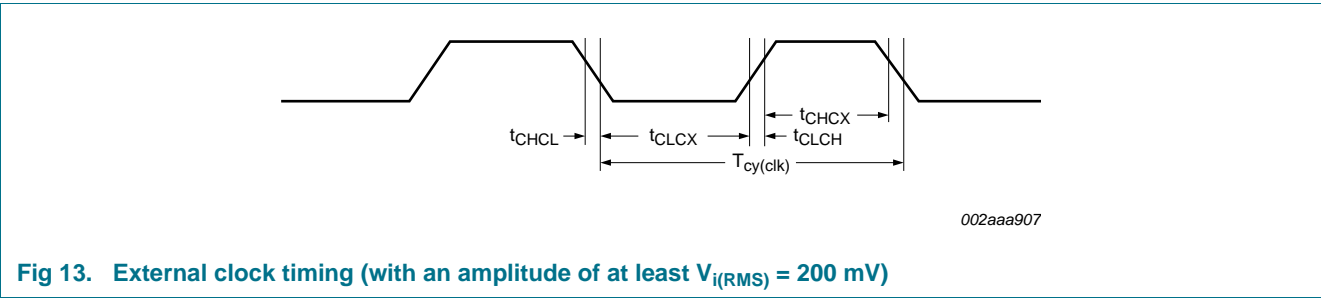 tCHCX
tCHCL tCLCX tCLCH
Tcy(clk)
002aaa907
Fig 13. External clock timing (with an amplitude of at least Vi(RMS) = 200 mV)